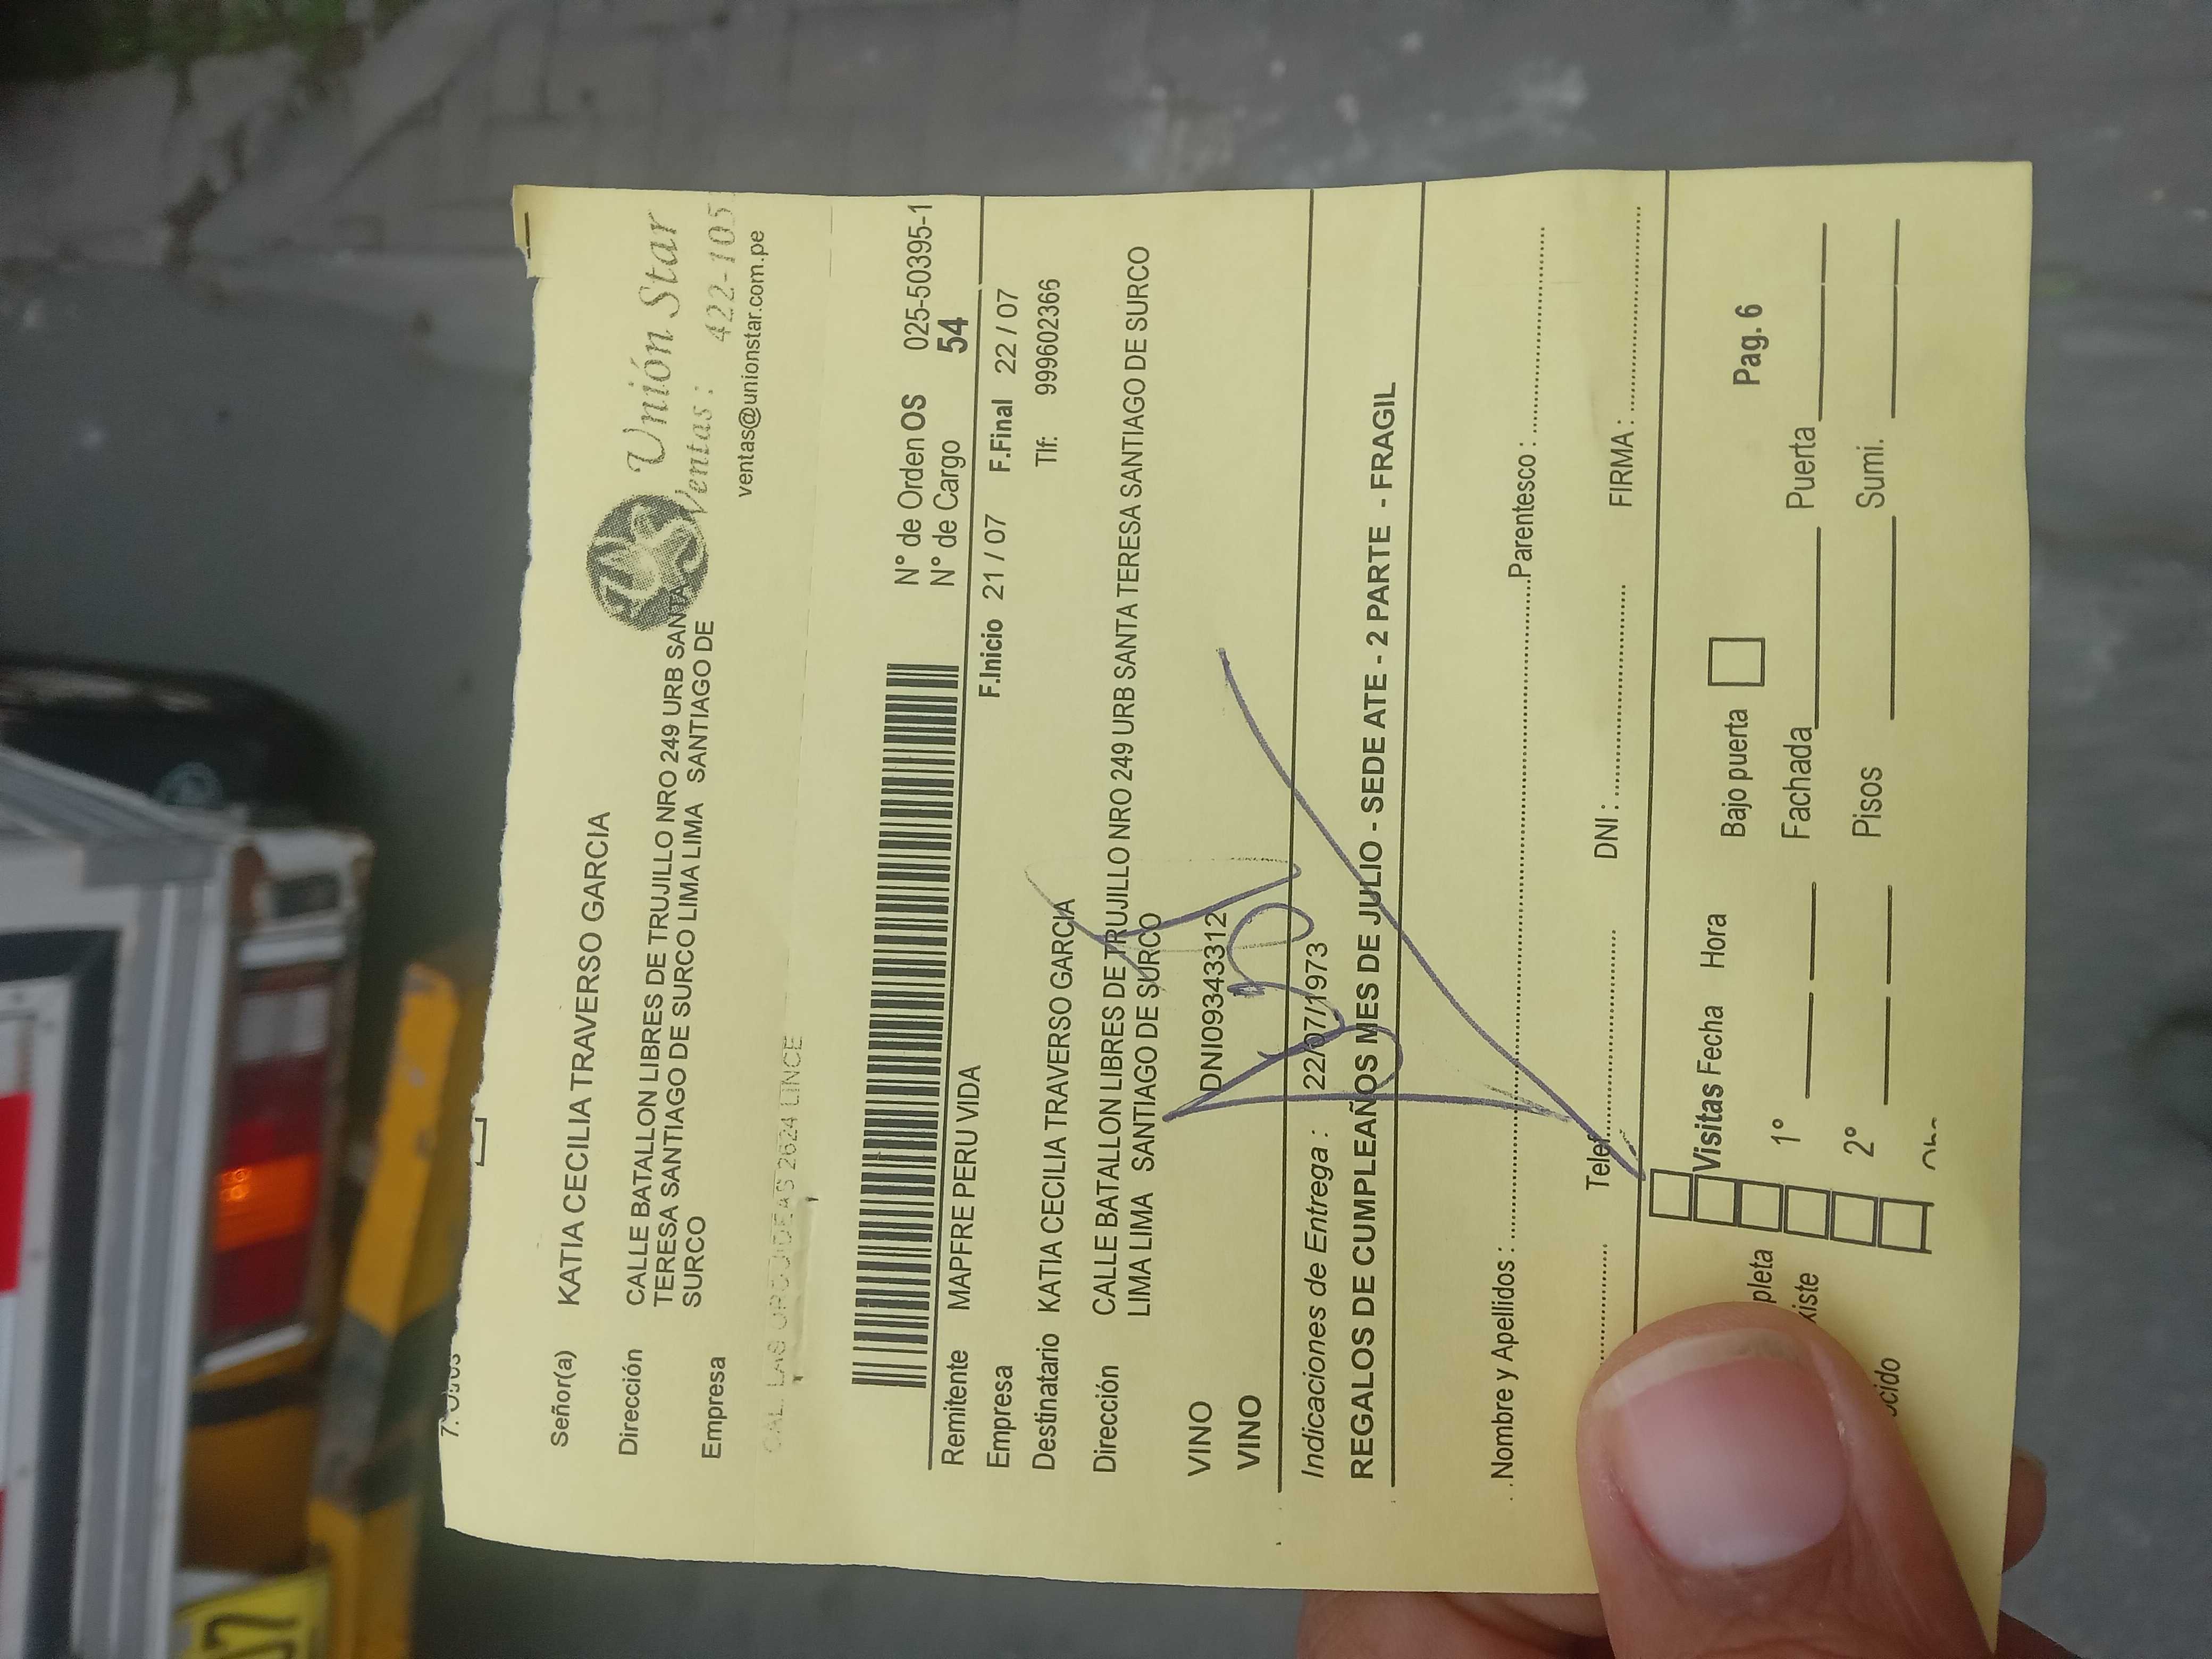 Señor(a) KATIA CECILIA TRAVERSO GARCIA
Dirección CALLE BATALLON LIBRES DE TRUJILLO NRO 249 URB SANTA
TERESA SANTIAGO DE SURCO LIMA LIMA SANTIAGO DE
SURCO
Empresa
Unión Star
Ventas: 422-105
ventas@unionstar.com.pe
2624 LINCE
N° de Orden OS 025-50395-1
N° de Cargo 54
Remitente MAPFRE PERU VIDA
F.Inicio 21 / 07 F.Final 22 / 07
Empresa
Tlf: 999602366
Destinatario KATIA CECILIA TRAVERSO GARCIA
Dirección CALLE BATALLON LIBRES DE TRUJILLO NRO 249 URB SANTA TERESA SANTIAGO DE SURCO
LIMA LIMA SANTIAGO DE SURCO
VINO DNI09343312
VINO
Indicaciones de Entrega : 22/07/1973
REGALOS DE CUMPLEAÑOS MES DE JULIO - SEDE ATE - 2 PARTE - FRAGIL
Nombre y Apellidos : Parentesco :
Telef. DNI : FIRMA :
Visitas Fecha Hora Bajo puerta Pag. 6
1° Fachada Puerta
2° Pisos Sumi.
pleta
xiste
cido